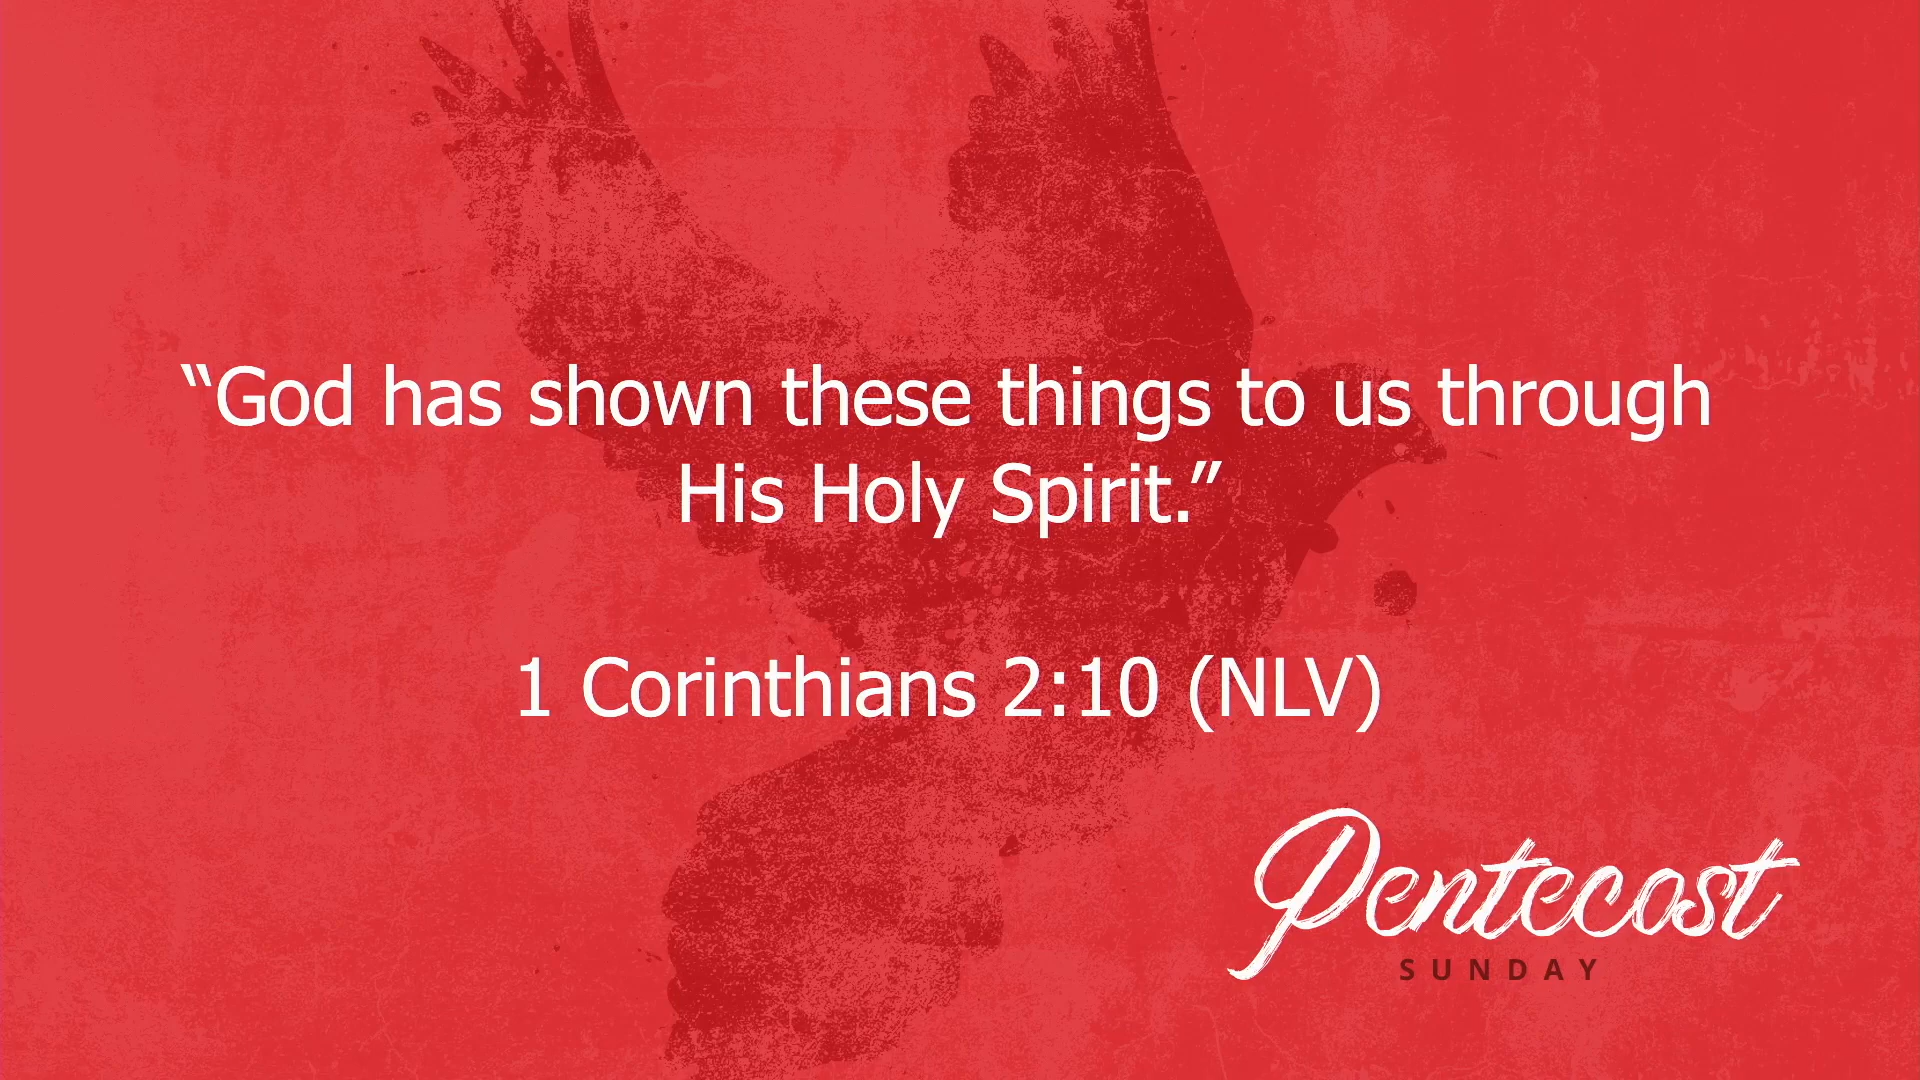 “God has shown these things to us through
His Holy Spirit.”
1 Corinthians 2:10 (NLV)
Pentecost
SUNDAY